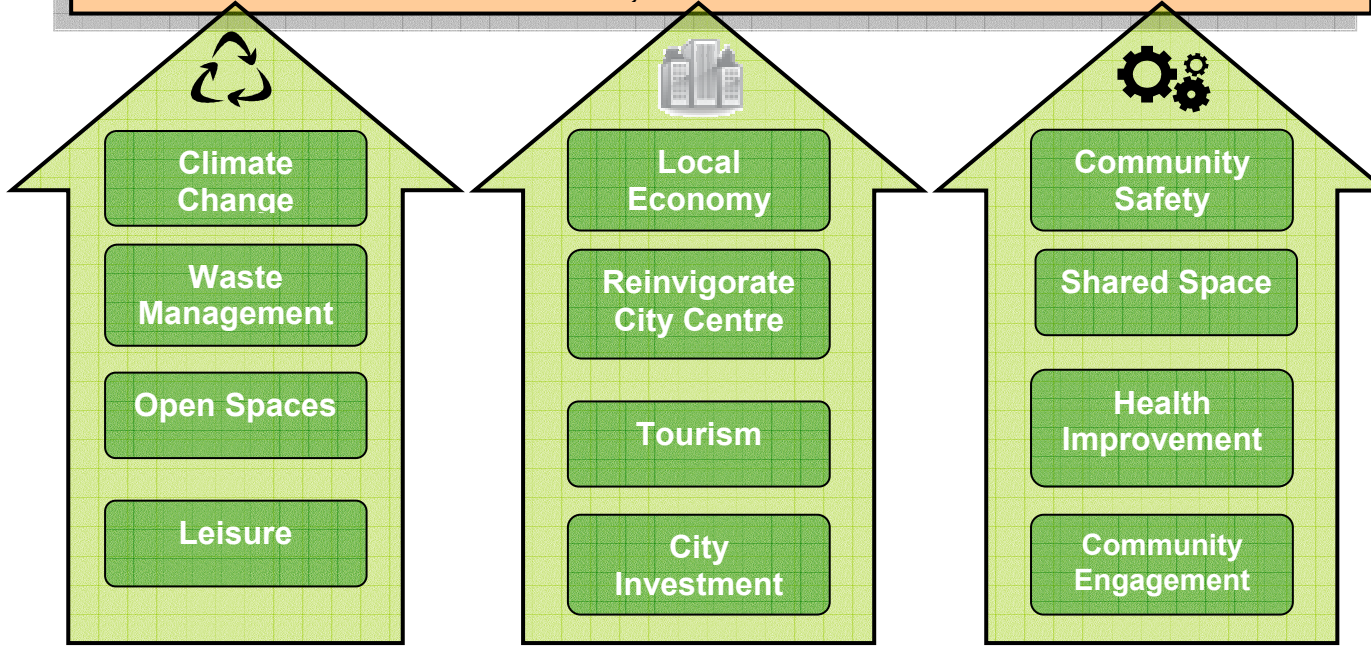 Climate
Change
Waste
Management
Open Spaces
Leisure
Local
Economy
Reinvigorate
City Centre
Tourism
City
Investment
Community
Safety
Shared Space
Health
Improvement
Community
Engagement